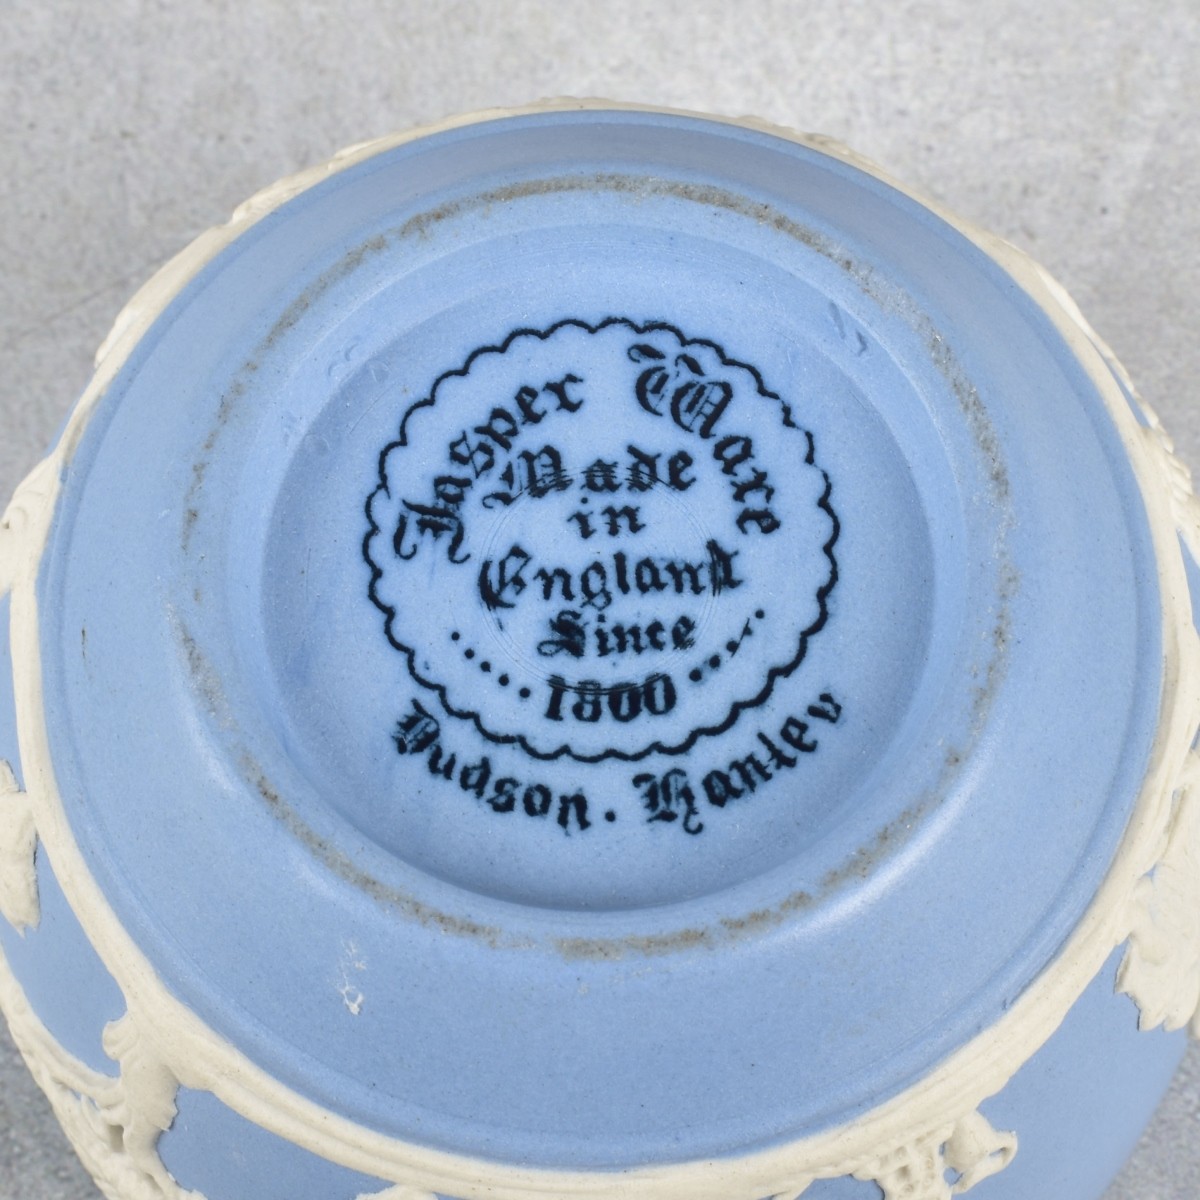 Jasper Ware
Made
in
England
Since
......1800......
Dudson. Hanley